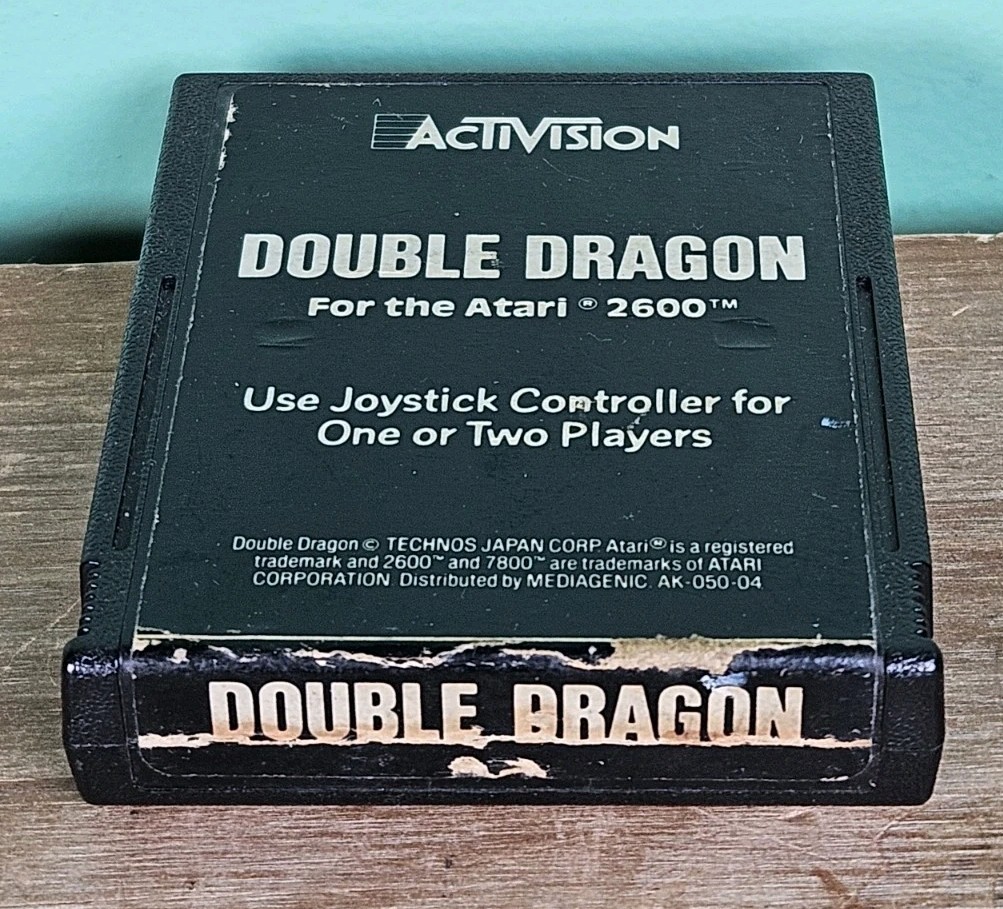 ACTIVISION
DOUBLE DRAGON
For the Atari ® 2600™
Use Joystick Controller for
One or Two Players
Double Dragon © TECHNOS JAPAN CORP. Atari® is a registered
trademark and 2600™ and 7800™ are trademarks of ATARI
CORPORATION. Distributed by MEDIAGENIC. AK-050-04
DOUBLE DRAGON